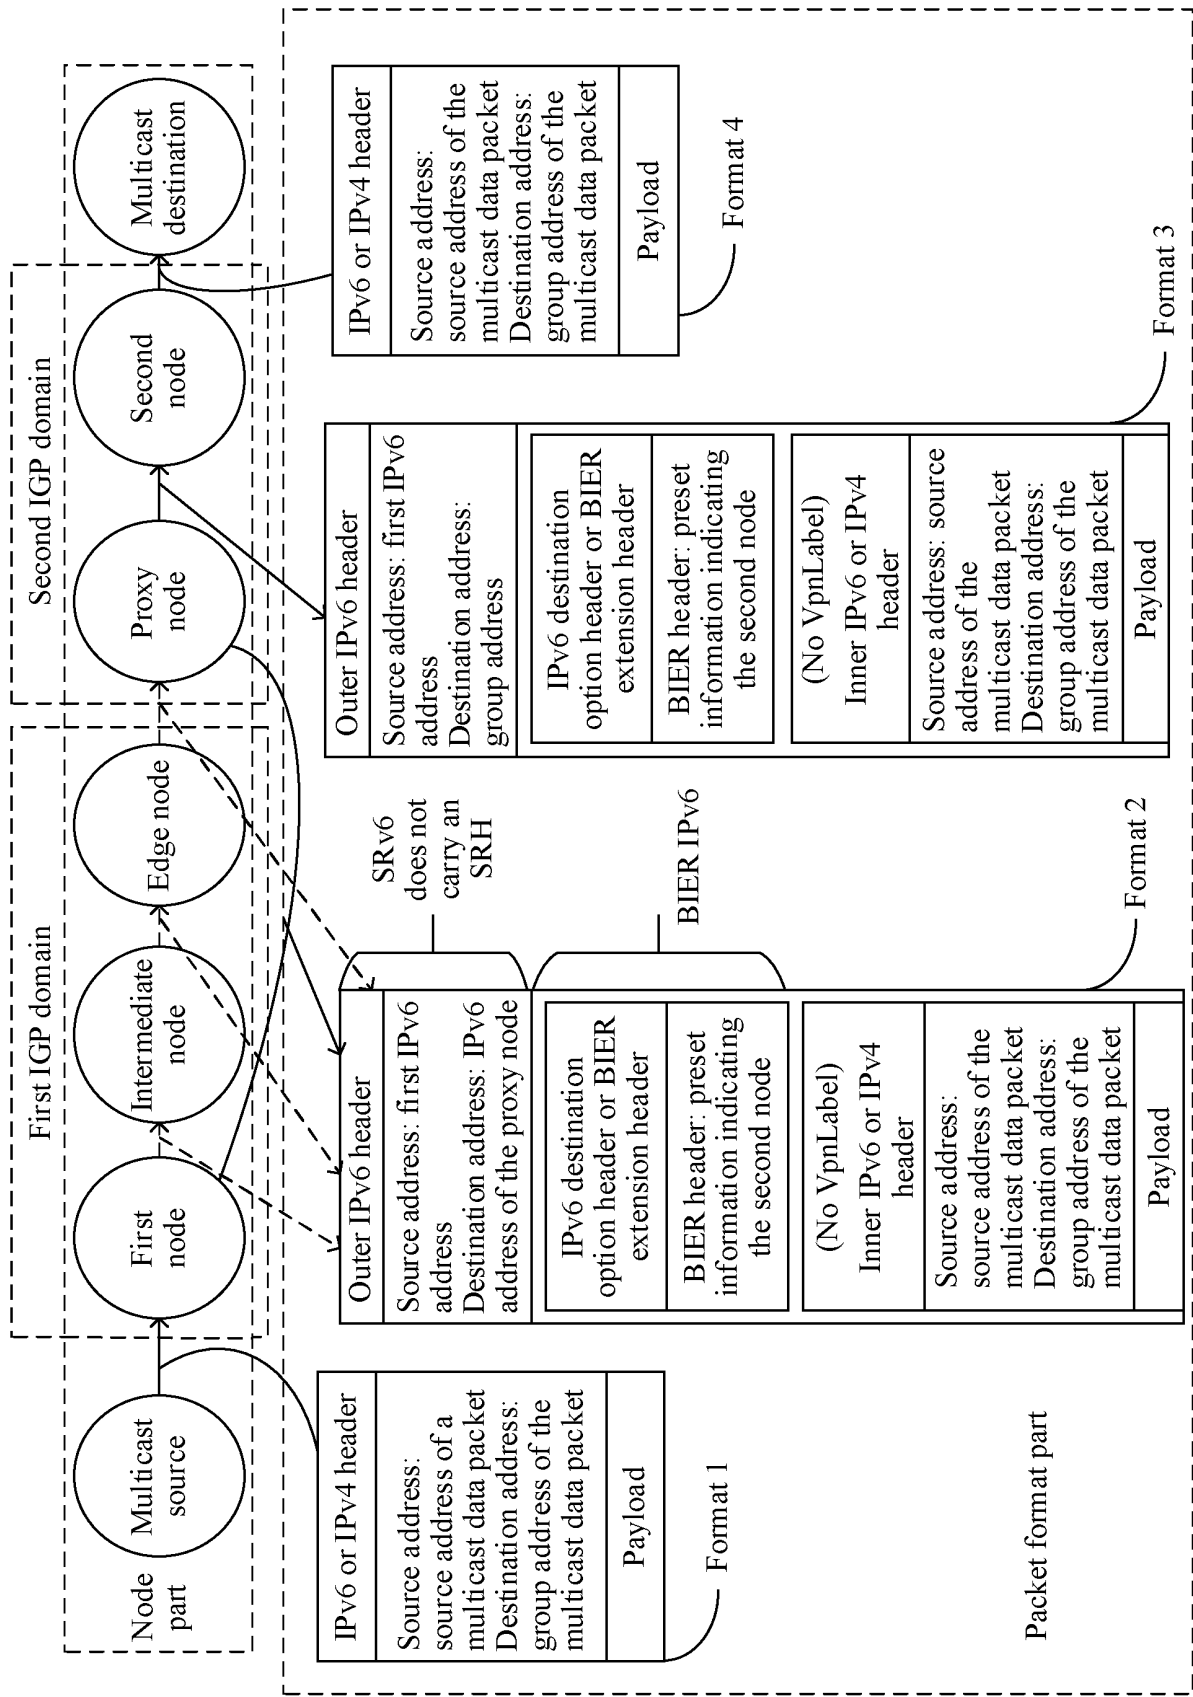 First IGP domain
Second IGP domain
Node
part
Multicast
source
First
node
Intermediate
node
Edge node
Proxy
node
Second
node
Multicast
destination
IPv6 or IPv4 header
Source address:
source address of a
multicast data packet
Destination address:
group address of the
multicast data packet
Payload
Format 1
Outer IPv6 header
Source address: first IPv6
address
Destination address: IPv6
address of the proxy node
IPv6 destination
option header or BIER
extension header
BIER header: preset
information indicating
the second node
(No VpnLabel)
Inner IPv6 or IPv4
header
Source address:
source address of the
multicast data packet
Destination address:
group address of the
multicast data packet
Payload
Format 2
SRv6
does not
carry an
SRH
BIER IPv6
Outer IPv6 header
Source address: first IPv6
address
Destination address:
group address
IPv6 destination
option header or BIER
extension header
BIER header: preset
information indicating
the second node
(No VpnLabel)
Inner IPv6 or IPv4
header
Source address: source
address of the
multicast data packet
Destination address:
group address of the
multicast data packet
Payload
Format 3
IPv6 or IPv4 header
Source address:
source address of the
multicast data packet
Destination address:
group address of the
multicast data packet
Payload
Format 4
Packet format part